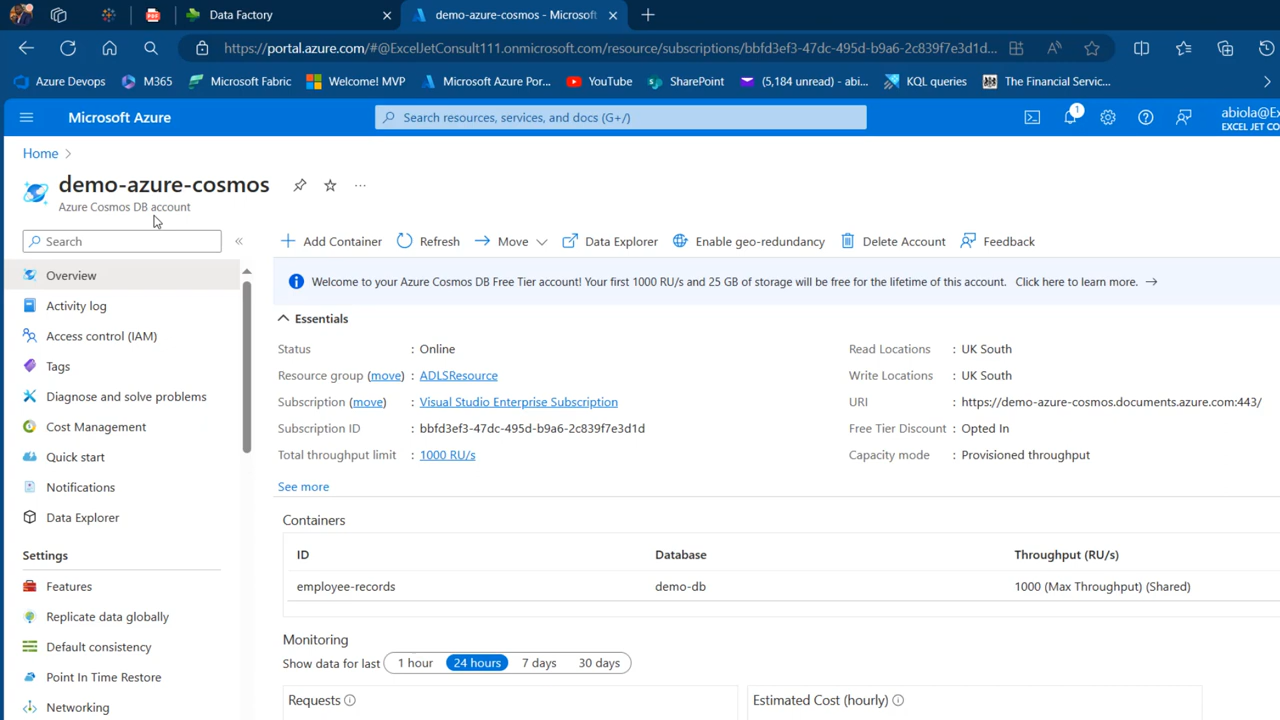 Data Factory
demo-azure-cosmos - Microsoft
https://portal.azure.com/#@ExcelJetConsult111.onmicrosoft.com/resource/subscriptions/bbfd3ef3-47dc-495d-b9a6-2c839f7e3d1d...
Azure Devops
M365
Microsoft Fabric
Welcome! MVP
Microsoft Azure Por...
YouTube
SharePoint
(5,184 unread) - abi...
KQL queries
The Financial Servic...
Microsoft Azure
Search resources, services, and docs (G+/)
1
abiola@Ex
EXCEL JET CO
Home
demo-azure-cosmos
Azure Cosmos DB account
Search
Add Container
Refresh
Move
Data Explorer
Enable geo-redundancy
Delete Account
Feedback
Overview
Activity log
Access control (IAM)
Tags
Diagnose and solve problems
Cost Management
Quick start
Notifications
Data Explorer
Settings
Features
Replicate data globally
Default consistency
Point In Time Restore
Networking
Welcome to your Azure Cosmos DB Free Tier account! Your first 1000 RU/s and 25 GB of storage will be free for the lifetime of this account. Click here to learn more.
Essentials
Status : Online
Resource group (move) : ADLSResource
Subscription (move) : Visual Studio Enterprise Subscription
Subscription ID : bbfd3ef3-47dc-495d-b9a6-2c839f7e3d1d
Total throughput limit : 1000 RU/s
See more
Read Locations : UK South
Write Locations : UK South
URI : https://demo-azure-cosmos.documents.azure.com:443/
Free Tier Discount : Opted In
Capacity mode : Provisioned throughput
Containers
ID Database Throughput (RU/s)
employee-records demo-db 1000 (Max Throughput) (Shared)
Monitoring
Show data for last 1 hour 24 hours 7 days 30 days
Requests
Estimated Cost (hourly)